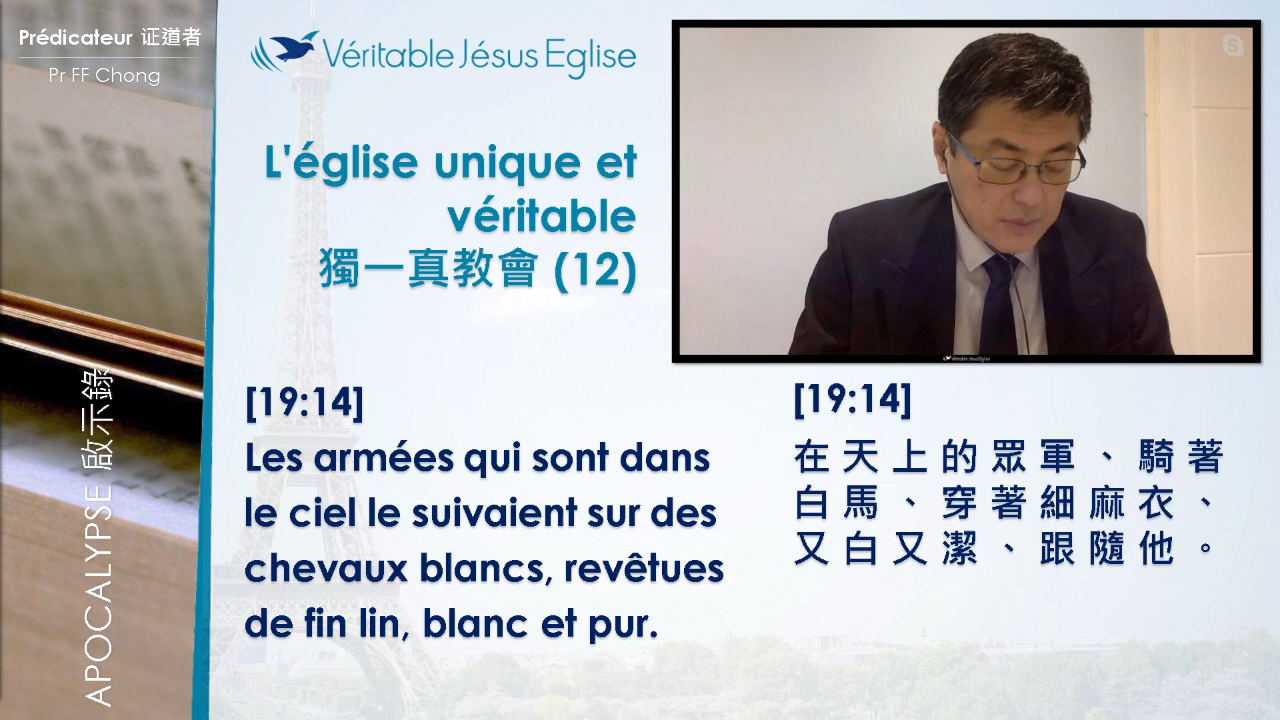 Prédicateur 证道者
Pr FF Chong
Véritable Jésus Eglise
L'église unique et
véritable
獨一真教會 (12)
[19:14]
Les armées qui sont dans
le ciel le suivaient sur des
chevaux blancs, revêtues
de fin lin, blanc et pur.
[19:14]
在天上的眾軍、騎著
白馬、穿著細麻衣、
又白又潔、跟隨他。
APOCALYPSE 啟示錄
Véritable Jésus Eglise